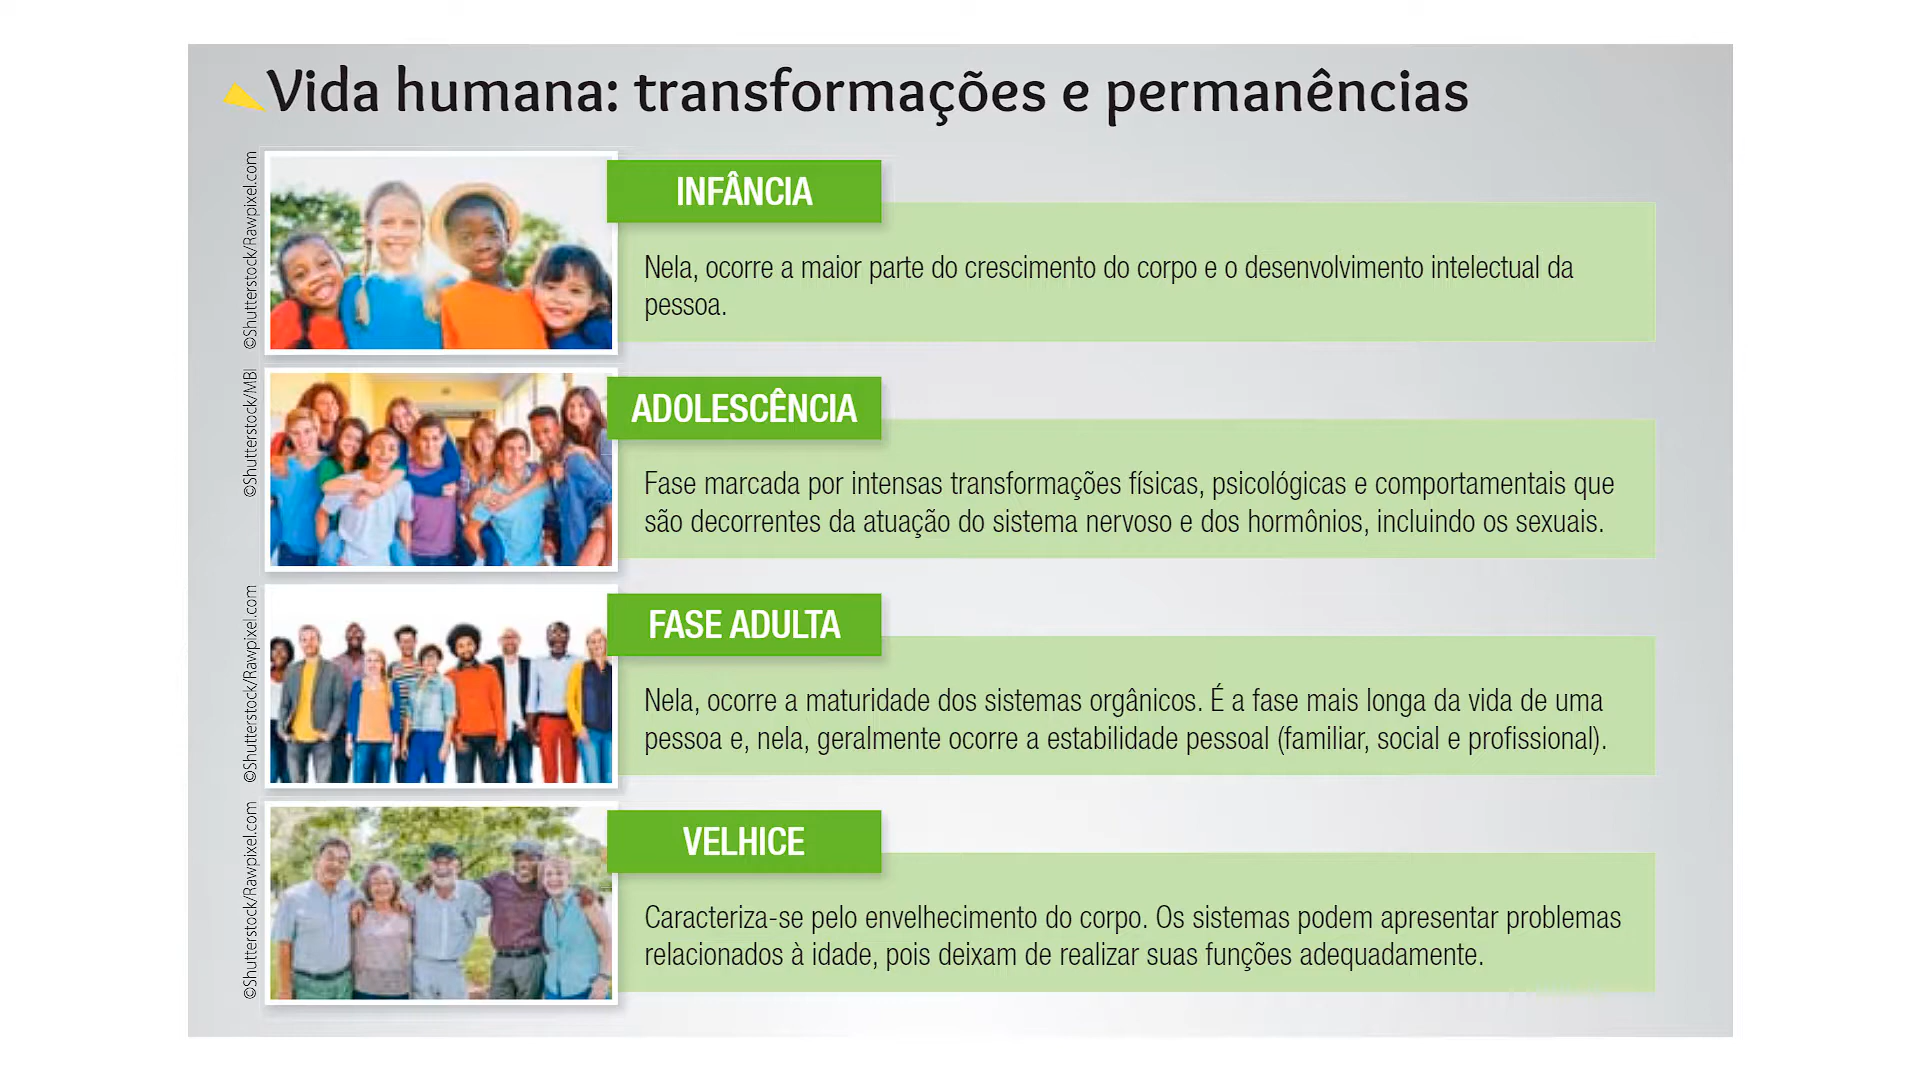 Vida humana: transformações e permanências
©Shutterstock/Rawpixel.com
INFÂNCIA
Nela, ocorre a maior parte do crescimento do corpo e o desenvolvimento intelectual da
pessoa.
©Shutterstock/MBI
ADOLESCÊNCIA
Fase marcada por intensas transformações físicas, psicológicas e comportamentais que
são decorrentes da atuação do sistema nervoso e dos hormônios, incluindo os sexuais.
©Shutterstock/Rawpixel.com
FASE ADULTA
Nela, ocorre a maturidade dos sistemas orgânicos. É a fase mais longa da vida de uma
pessoa e, nela, geralmente ocorre a estabilidade pessoal (familiar, social e profissional).
©Shutterstock/Rawpixel.com
VELHICE
Caracteriza-se pelo envelhecimento do corpo. Os sistemas podem apresentar problemas
relacionados à idade, pois deixam de realizar suas funções adequadamente.